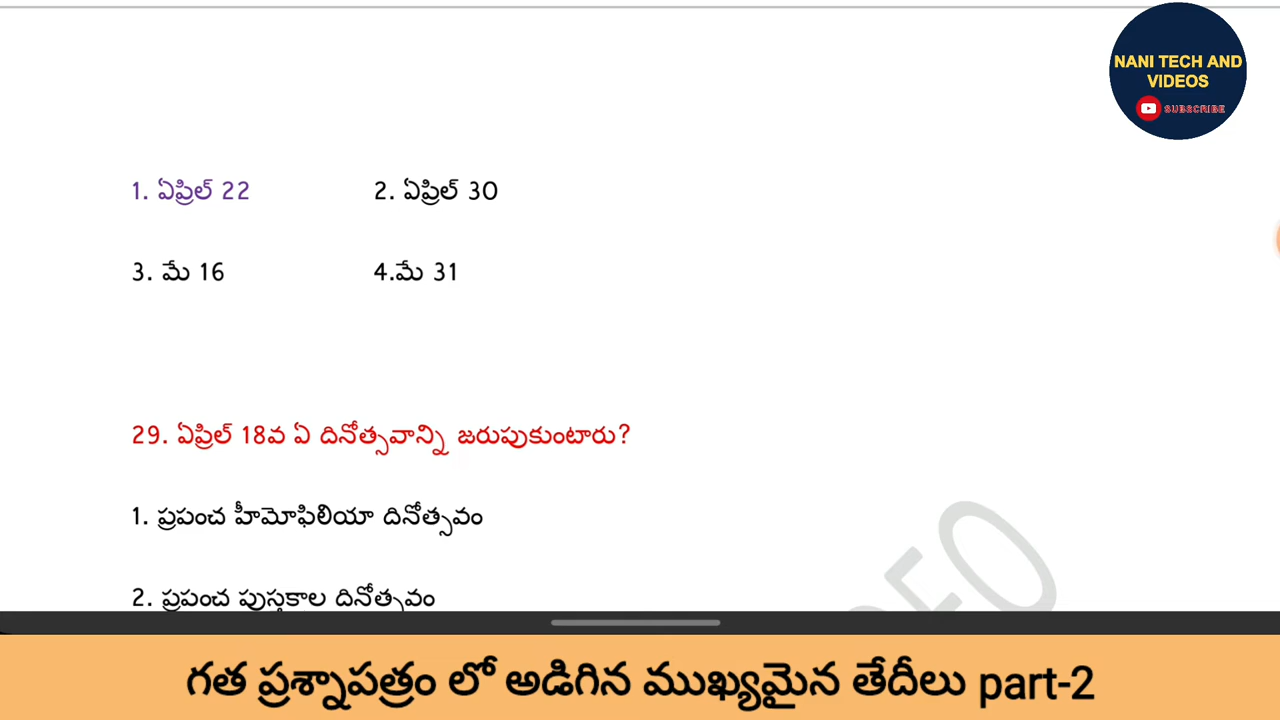 NANI TECH AND
VIDEOS
SUBSCRIBE
1. ఏప్రిల్ 22 2. ఏప్రిల్ 30
3. మే 16 4.మే 31
29. ఏప్రిల్ 18వ ఏ దినోత్సవాన్ని జరుపుకుంటారు?
1. ప్రపంచ హీమోఫిలియా దినోత్సవం
2. ప్రపంచ పుస్తకాల దినోత్సవం
గత ప్రశ్నాపత్రం లో అడిగిన ముఖ్యమైన తేదీలు part-2